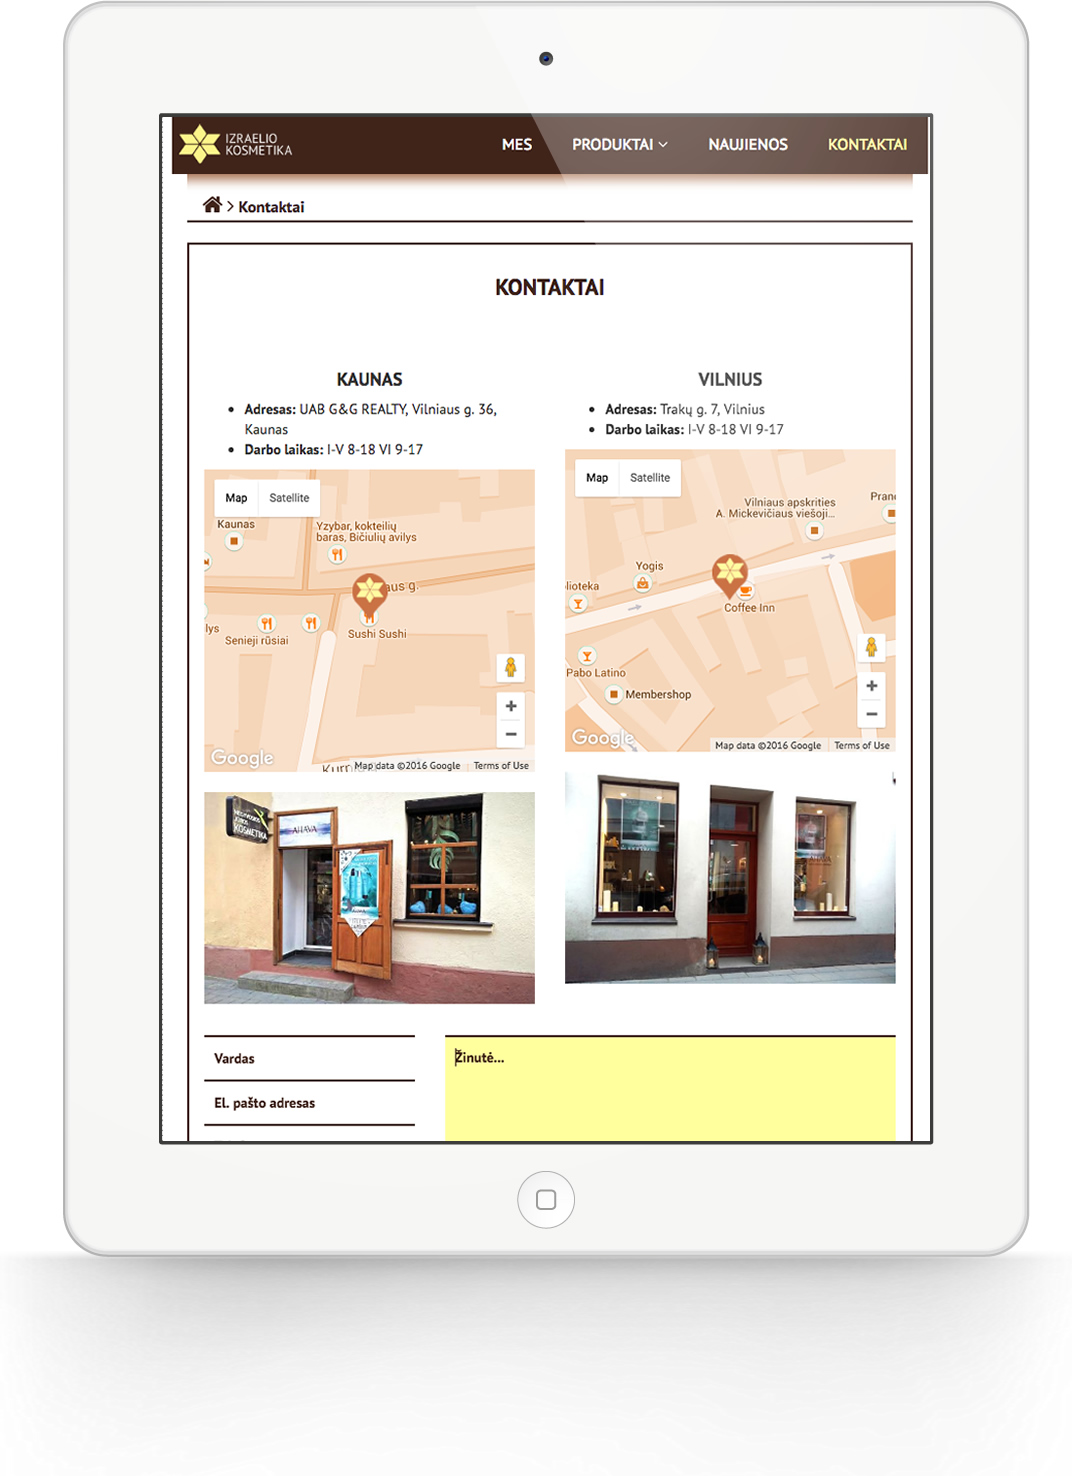 IZRAELIO
KOSMETIKA
MES
PRODUKTAI
NAUJIENOS
KONTAKTAI
> Kontaktai
KONTAKTAI
KAUNAS
• Adresas: UAB G&G REALTY, Vilniaus g. 36,
Kaunas
• Darbo laikas: I-V 8-18 VI 9-17
Map
Satellite
Kaunas
Yzybar, kokteilių
baras, Bičiulių avilys
aus g.
lys
Senieji rūsiai
Sushi Sushi
Google
Map data ©2016 Google
Terms of Use
AHAVA
KOSMETIKA
VILNIUS
• Adresas: Trakų g. 7, Vilnius
• Darbo laikas: I-V 8-18 VI 9-17
Map
Satellite
Vilniaus apskrities
A. Mickevičiaus viešoji...
Pran
Yogis
blioteka
Coffee Inn
Pabo Latino
Membershop
Google
Map data ©2016 Google
Terms of Use
Vardas
El. pašto adresas
Žinutė...